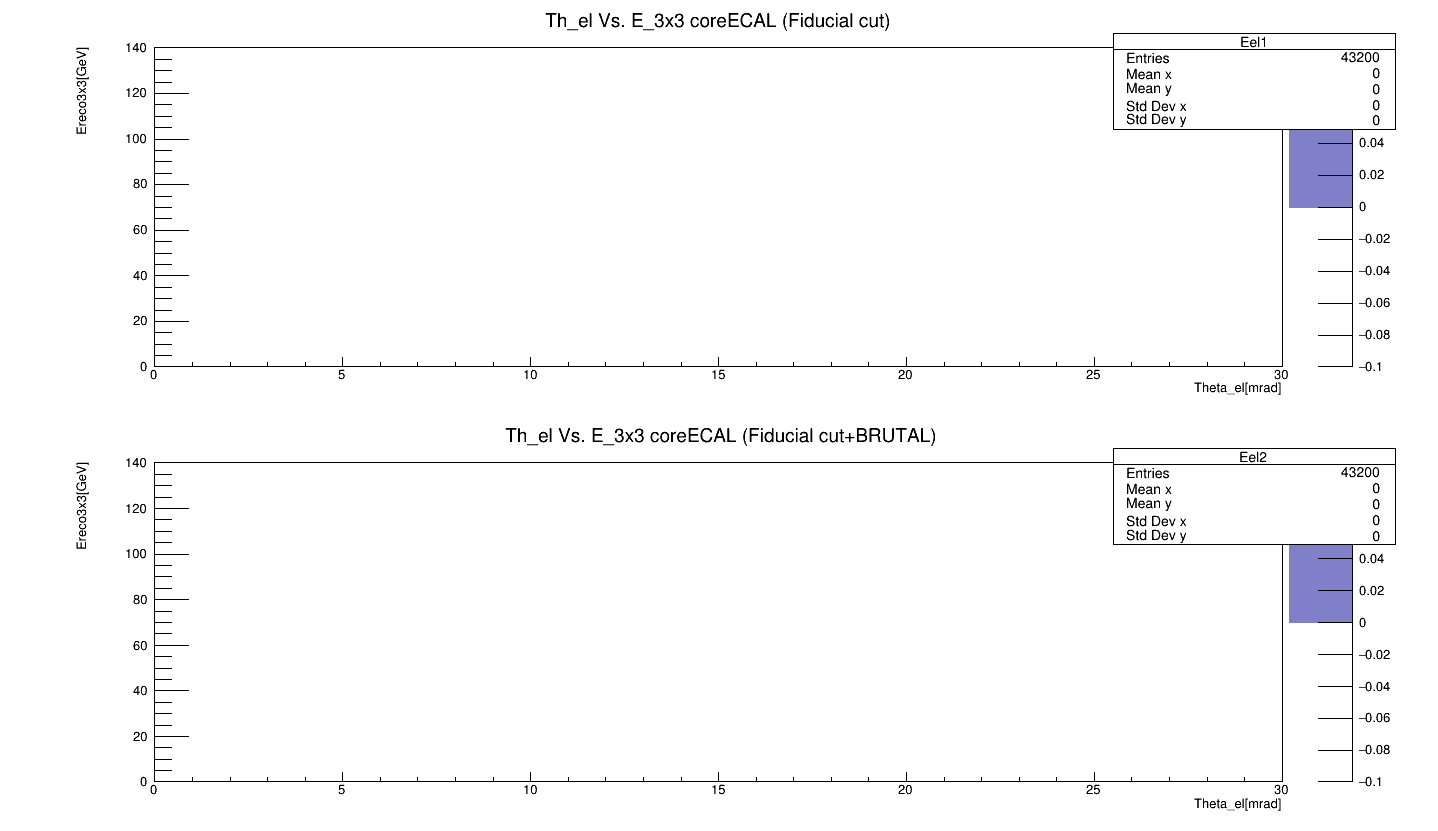 Th_el Vs. E_3x3 coreECAL (Fiducial cut)
Ereco3x3[GeV]
140
120
100
80
60
40
20
0
0 5 10 15 20 25 30
Theta_el[mrad]
Eel1
Entries 43200
Mean x 0
Mean y 0
Std Dev x 0
Std Dev y 0
0.04
0.02
0
−0.02
−0.04
−0.06
−0.08
−0.1
Th_el Vs. E_3x3 coreECAL (Fiducial cut+BRUTAL)
Ereco3x3[GeV]
140
120
100
80
60
40
20
0
0 5 10 15 20 25 30
Theta_el[mrad]
Eel2
Entries 43200
Mean x 0
Mean y 0
Std Dev x 0
Std Dev y 0
0.04
0.02
0
−0.02
−0.04
−0.06
−0.08
−0.1